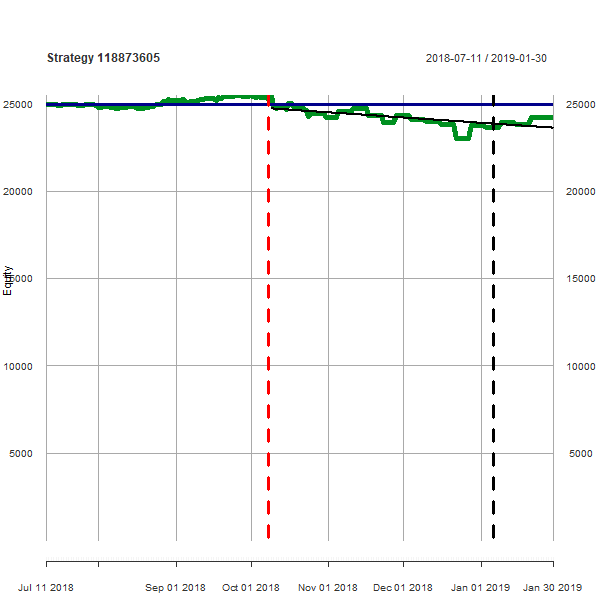 Strategy 118873605
2018-07-11 / 2019-01-30
25000
25000
20000
20000
Equity
15000
15000
10000
10000
5000
5000
Jul 11 2018
Sep 01 2018
Oct 01 2018
Nov 01 2018
Dec 01 2018
Jan 01 2019
Jan 30 2019